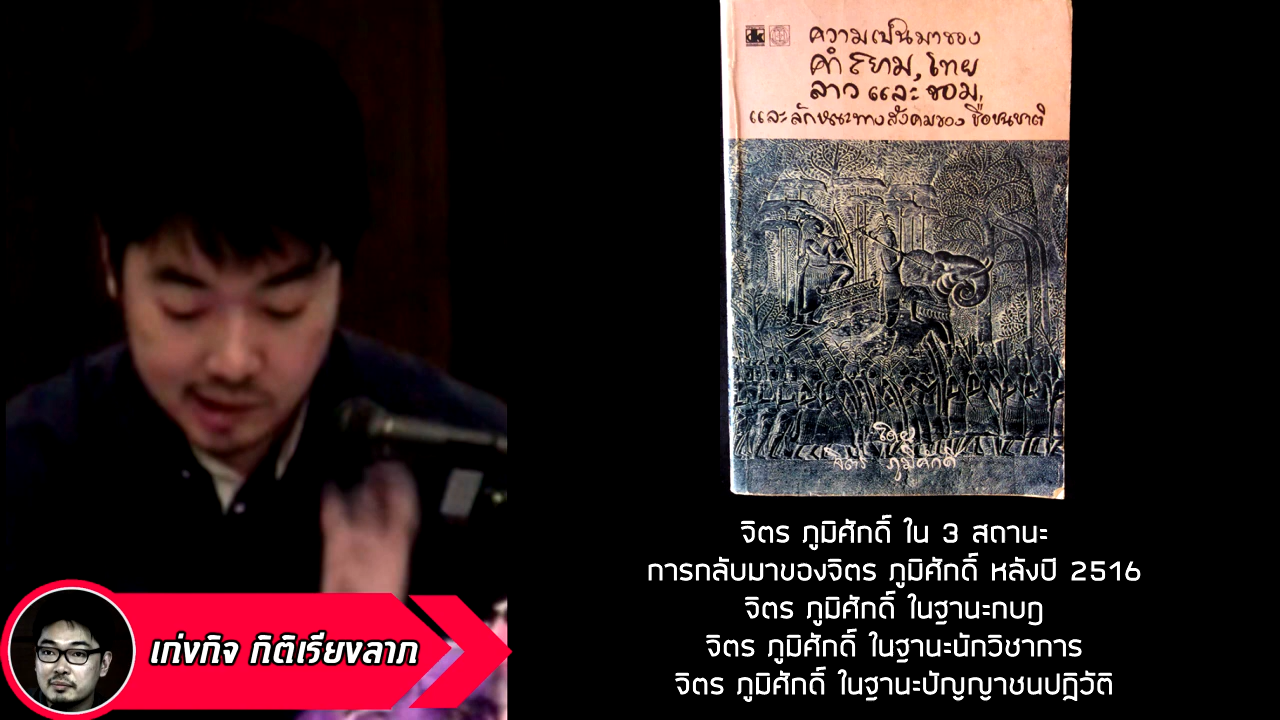 ความเป็นมาของ
คำสยาม, ไทย
ลาว และ ขอม,
และลักษณะทางสังคมของ ชื่อชนชาติ
โดย
จิตร ภูมิศักดิ์
จิตร ภูมิศักดิ์ ใน 3 สถานะ
การกลับมาของจิตร ภูมิศักดิ์ หลังปี 2516
จิตร ภูมิศักดิ์ ในฐานะกบฏ
จิตร ภูมิศักดิ์ ในฐานะนักวิชาการ
จิตร ภูมิศักดิ์ ในฐานะปัญญาชนปฎิวัติ
เก่งกิจ กิติเรียงลาภ